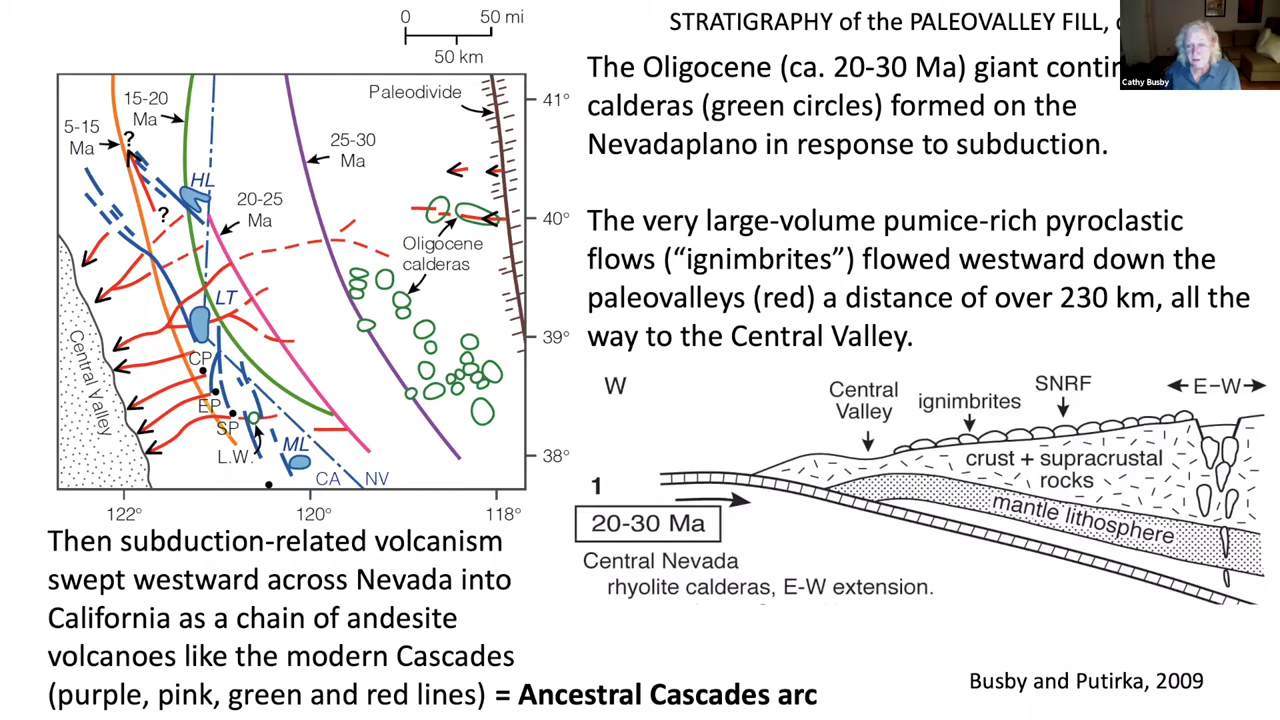 STRATIGRAPHY of the PALEOVALLEY FILL,
Cathy Busby
The Oligocene (ca. 20-30 Ma) giant
calderas (green circles) formed on the
Nevadaplano in response to subduction.
The very large-volume pumice-rich pyroclastic
flows (“ignimbrites”) flowed westward down the
paleovalleys (red) a distance of over 230 km, all the
way to the Central Valley.
0 50 mi
50 km
15-20
Ma
5-15
Ma
?
?
25-30
Ma
20-25
Ma
Paleodivide
HL
Oligocene
calderas
LT
CP
EP
SP
L.W.
ML
CA
NV
Central Valley
41°
40°
39°
38°
122° 120° 118°
W
Central
Valley
ignimbrites
SNRF
E–W
crust + supracrustal
rocks
mantle lithosphere
1
20-30 Ma
Central Nevada
rhyolite calderas, E-W extension.
Then subduction-related volcanism
swept westward across Nevada into
California as a chain of andesite
volcanoes like the modern Cascades
(purple, pink, green and red lines) = Ancestral Cascades arc
Busby and Putirka, 2009